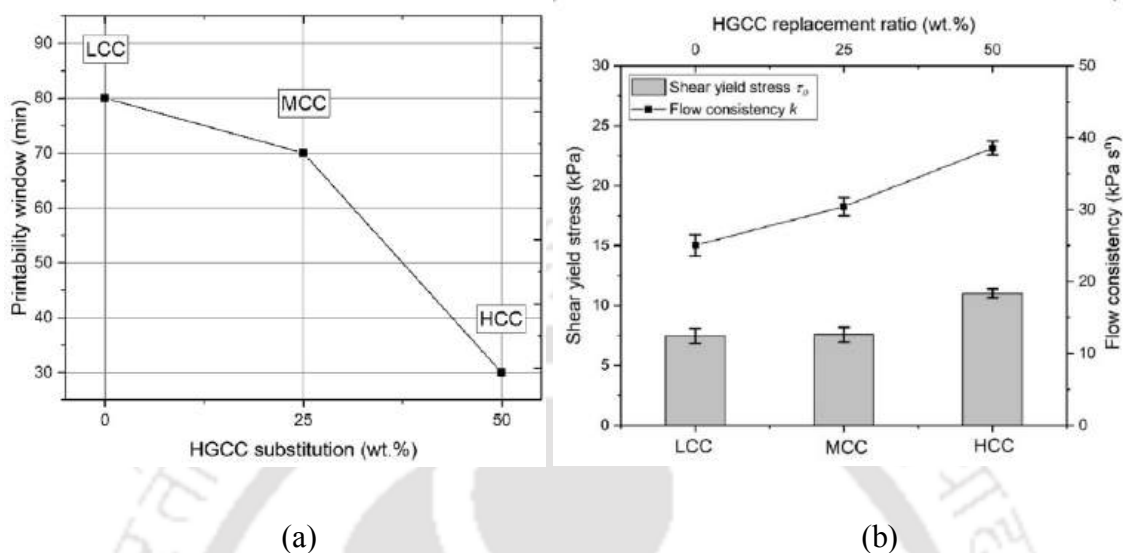 90
80
70
60
50
40
30
LCC
MCC
HCC
Printability window (min)
0 25 50
HGCC substitution (wt.%)
(a)
HGCC replacement ratio (wt.%)
0 25 50
30
25
20
15
10
5
0
Shear yield stress (kPa)
Shear yield stress τ₀
Flow consistency k
50
40
30
20
10
0
Flow consistency (kPa sⁿ)
LCC MCC HCC
(b)